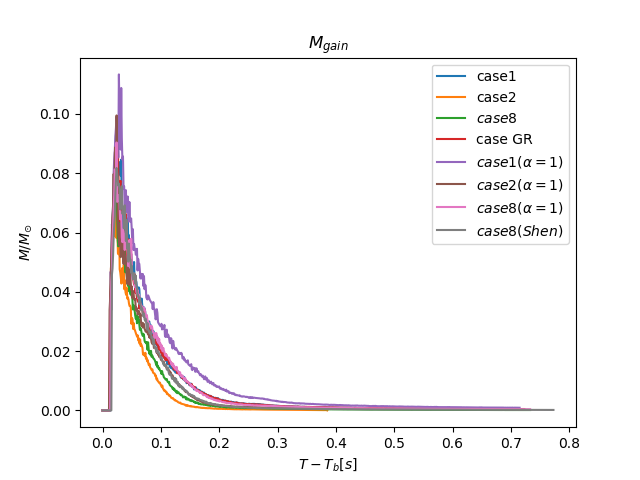 M_{gain}
M/M_⊙
0.10
0.08
0.06
0.04
0.02
0.00
case1
case2
case8
case GR
case1(α = 1)
case2(α = 1)
case8(α = 1)
case8(Shen)
0.0 0.1 0.2 0.3 0.4 0.5 0.6 0.7 0.8
T − T_b[s]